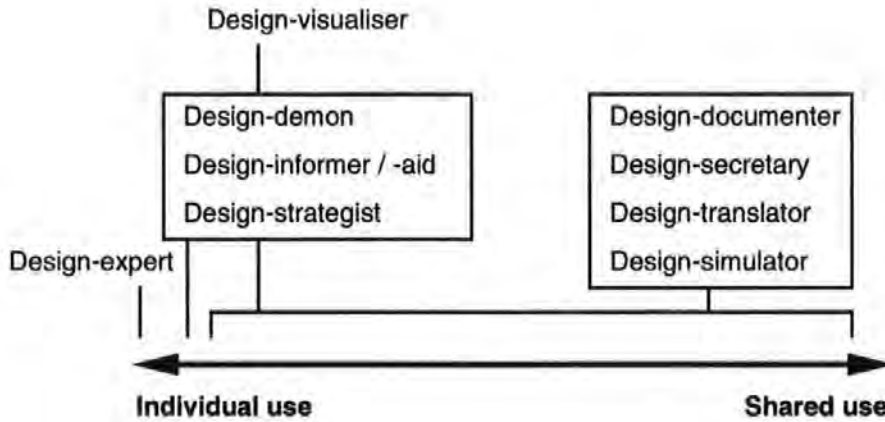 Design-visualiser
Design-demon
Design-informer / -aid
Design-strategist
Design-documenter
Design-secretary
Design-translator
Design-simulator
Design-expert
Individual use
Shared use